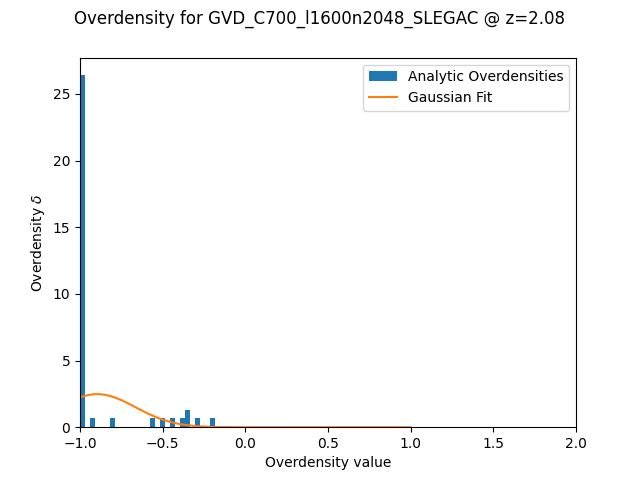 Overdensity for GVD_C700_l1600n2048_SLEGAC @ z=2.08
Analytic Overdensities
Gaussian Fit
Overdensity δ
25
20
15
10
5
0
−1.0 −0.5 0.0 0.5 1.0 1.5 2.0
Overdensity value